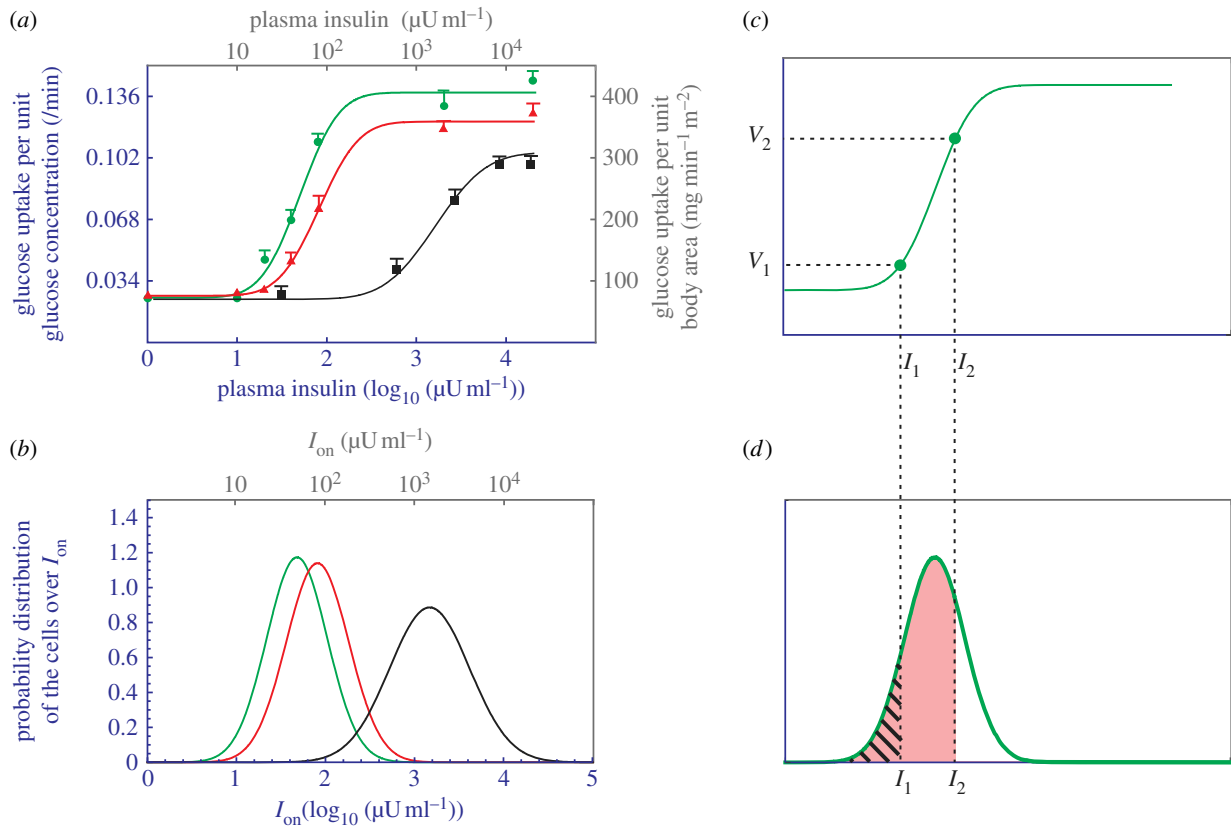 (a)
plasma insulin (µU ml–1)
10 10² 10³ 10⁴
glucose uptake per unit
glucose concentration (/min)
0.136
0.102
0.068
0.034
400
300
200
100
glucose uptake per unit
body area (mg min–1 m–2)
0 1 2 3 4
plasma insulin (log10 (µU ml–1))
(b)
Ion (µU ml–1)
10 10² 10³ 10⁴
probability distribution
of the cells over Ion
1.4
1.2
1.0
0.8
0.6
0.4
0.2
0
0 1 2 3 4 5
Ion(log10 (µU ml–1))
(c)
V2
V1
I1 I2
(d)
I1 I2